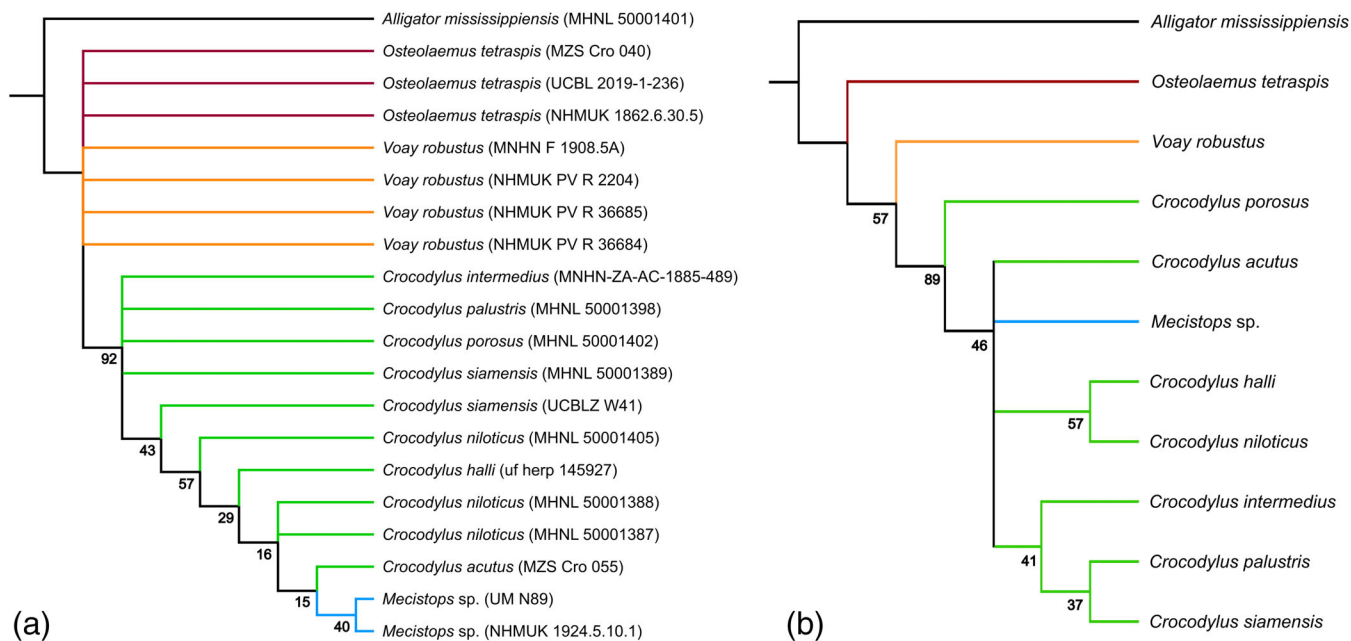 Alligator mississippiensis (MHNL 50001401)
Osteolaemus tetraspis (MZS Cro 040)
Osteolaemus tetraspis (UCBL 2019-1-236)
Osteolaemus tetraspis (NHMUK 1862.6.30.5)
Voay robustus (MNHN F 1908.5A)
Voay robustus (NHMUK PV R 2204)
Voay robustus (NHMUK PV R 36685)
Voay robustus (NHMUK PV R 36684)
Crocodylus intermedius (MNHN-ZA-AC-1885-489)
Crocodylus palustris (MHNL 50001398)
Crocodylus porosus (MHNL 50001402)
92
Crocodylus siamensis (MHNL 50001389)
Crocodylus siamensis (UCBLZ W41)
43
Crocodylus niloticus (MHNL 50001405)
57
Crocodylus halli (uf herp 145927)
29
Crocodylus niloticus (MHNL 50001388)
Crocodylus niloticus (MHNL 50001387)
16
Crocodylus acutus (MZS Cro 055)
15
Mecistops sp. (UM N89)
40
Mecistops sp. (NHMUK 1924.5.10.1)
(a)
Alligator mississippiensis
Osteolaemus tetraspis
Voay robustus
57
Crocodylus porosus
89
Crocodylus acutus
Mecistops sp.
46
Crocodylus halli
57
Crocodylus niloticus
Crocodylus intermedius
41
Crocodylus palustris
37
Crocodylus siamensis
(b)